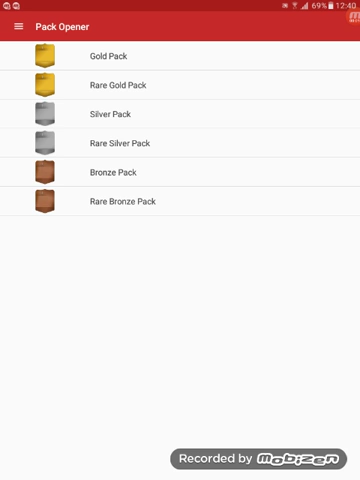 69% 12:40
Pack Opener
Gold Pack
Rare Gold Pack
Silver Pack
Rare Silver Pack
Bronze Pack
Rare Bronze Pack
Recorded by Mobizen